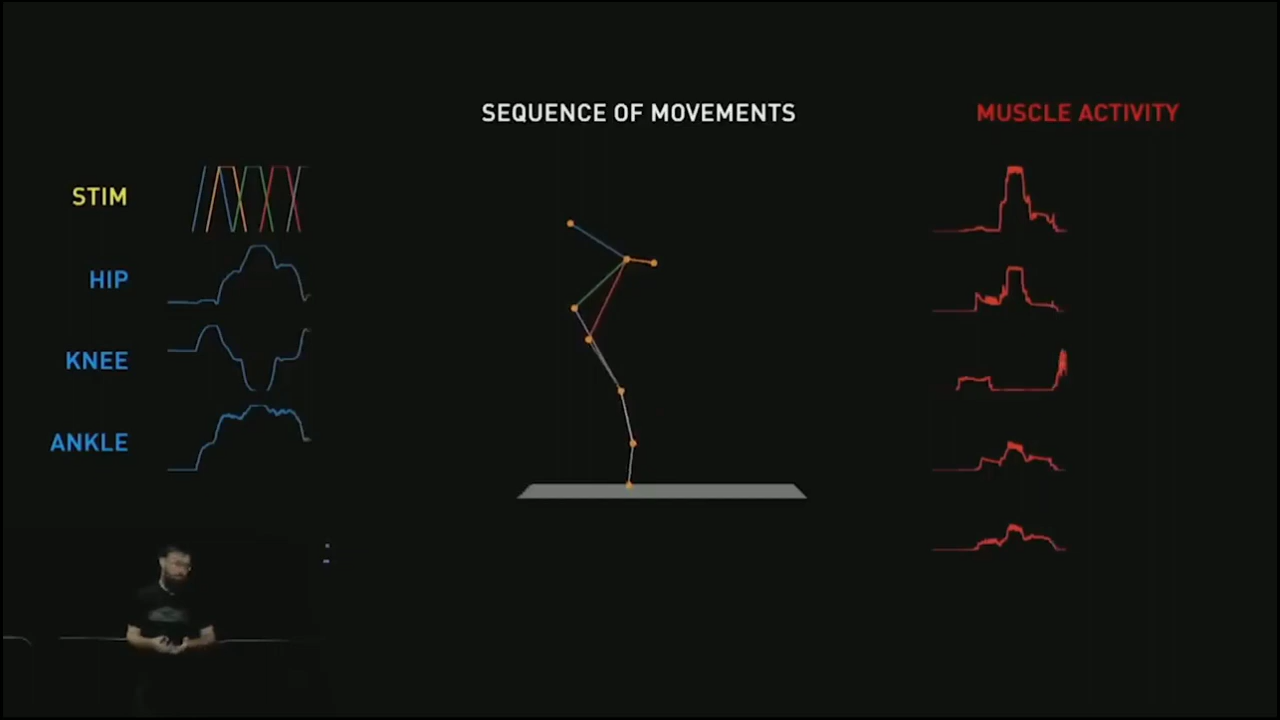 SEQUENCE OF MOVEMENTS
MUSCLE ACTIVITY
STIM
HIP
KNEE
ANKLE